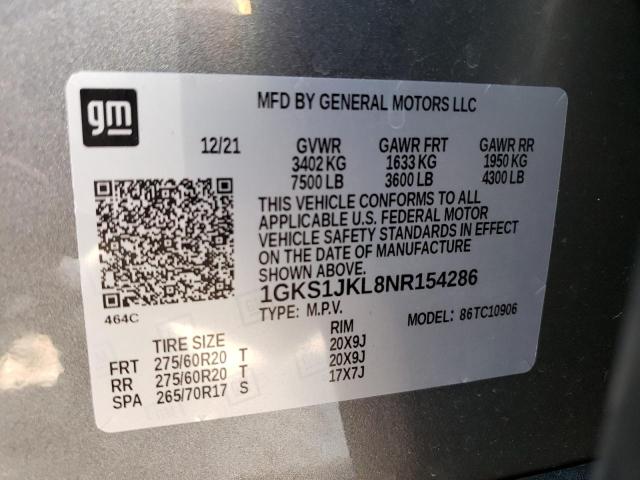 gm
MFD BY GENERAL MOTORS LLC
12/21 GVWR GAWR FRT GAWR RR
3402 KG 1633 KG 1950 KG
7500 LB 3600 LB 4300 LB
THIS VEHICLE CONFORMS TO ALL
APPLICABLE U.S. FEDERAL MOTOR
VEHICLE SAFETY STANDARDS IN EFFECT
ON THE DATE OF MANUFACTURE
SHOWN ABOVE.
1GKS1JKL8NR154286
464C
TYPE: M.P.V. MODEL: 86TC10906
TIRE SIZE RIM
FRT 275/60R20 T 20X9J
RR 275/60R20 T 20X9J
SPA 265/70R17 S 17X7J